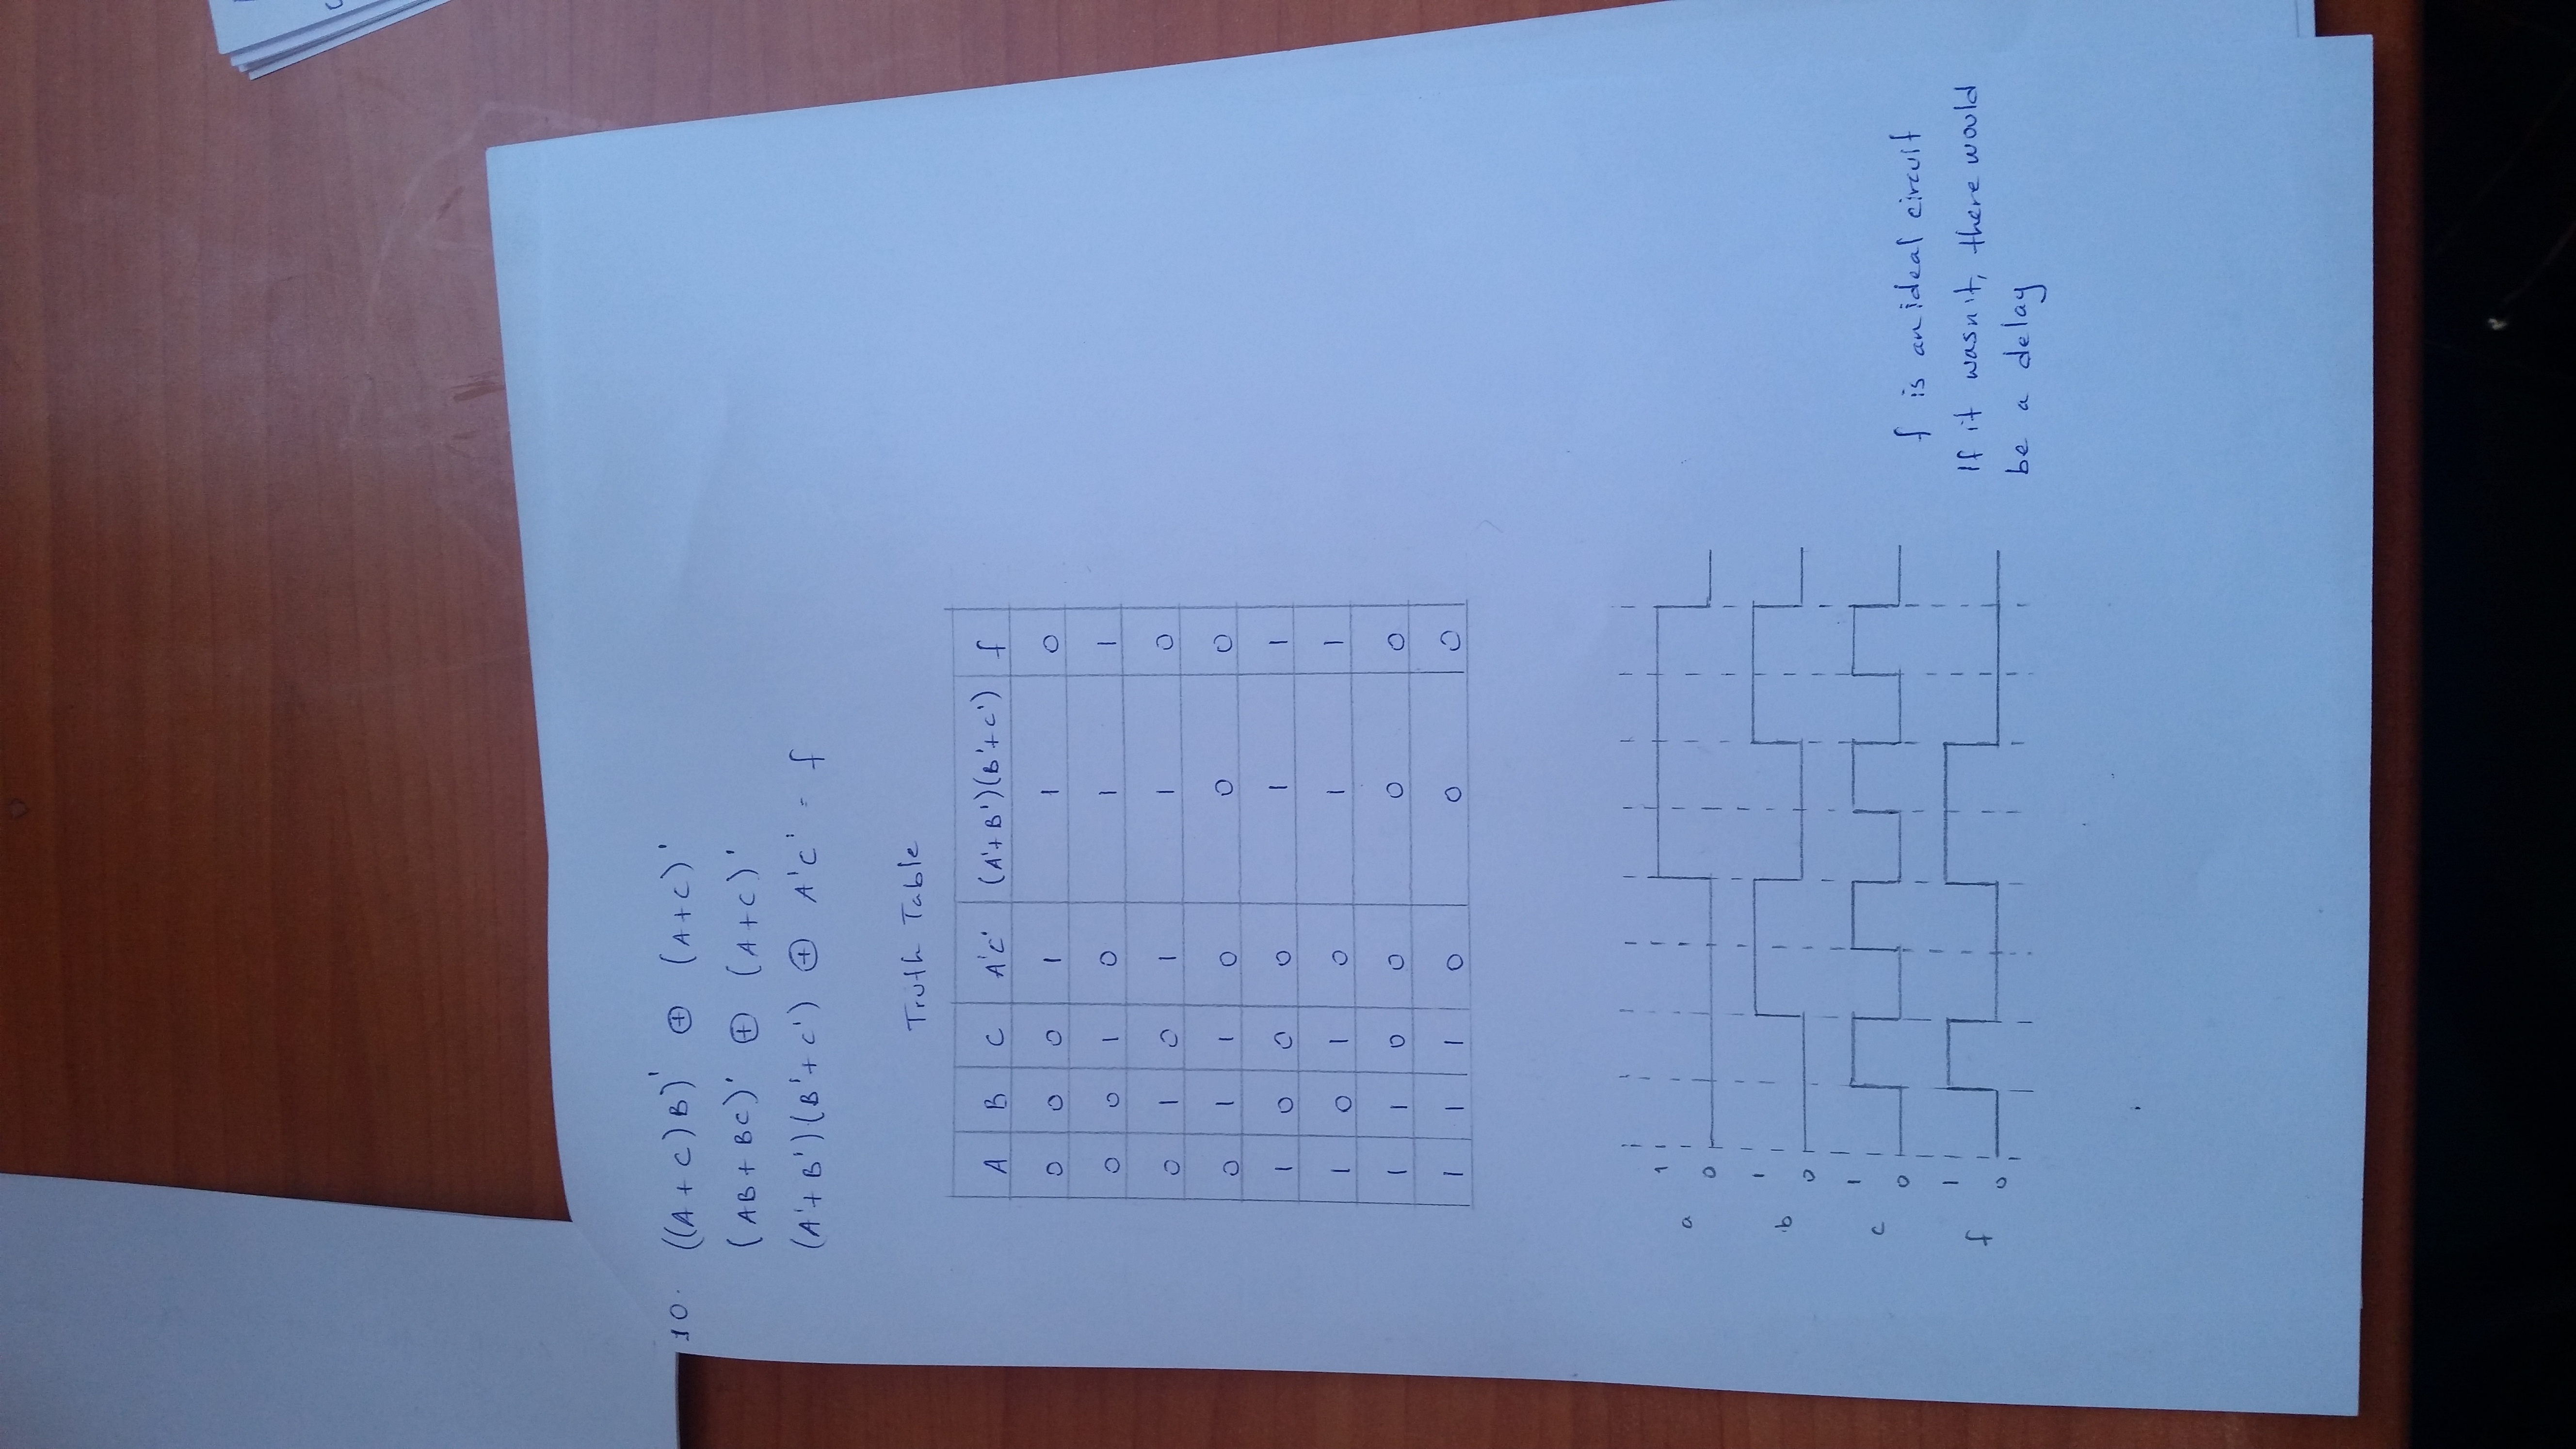 10. ((A + C)B)' ⊕ (A+C)'
(AB + BC)' ⊕ (A+C)'
(A'+B')(B'+C') ⊕ A'C' = f
Truth Table
A B C A'C' (A'+B')(B'+C') f
0 0 0 1 1 0
0 0 1 0 1 1
0 1 0 1 1 0
0 1 1 0 0 0
1 0 0 0 1 1
1 0 1 0 1 1
1 1 0 0 0 0
1 1 1 0 0 0
1
a
0
1
b
0
1
c
0
1
f
0
f is an ideal circuit
If it wasn't, there would
be a delay